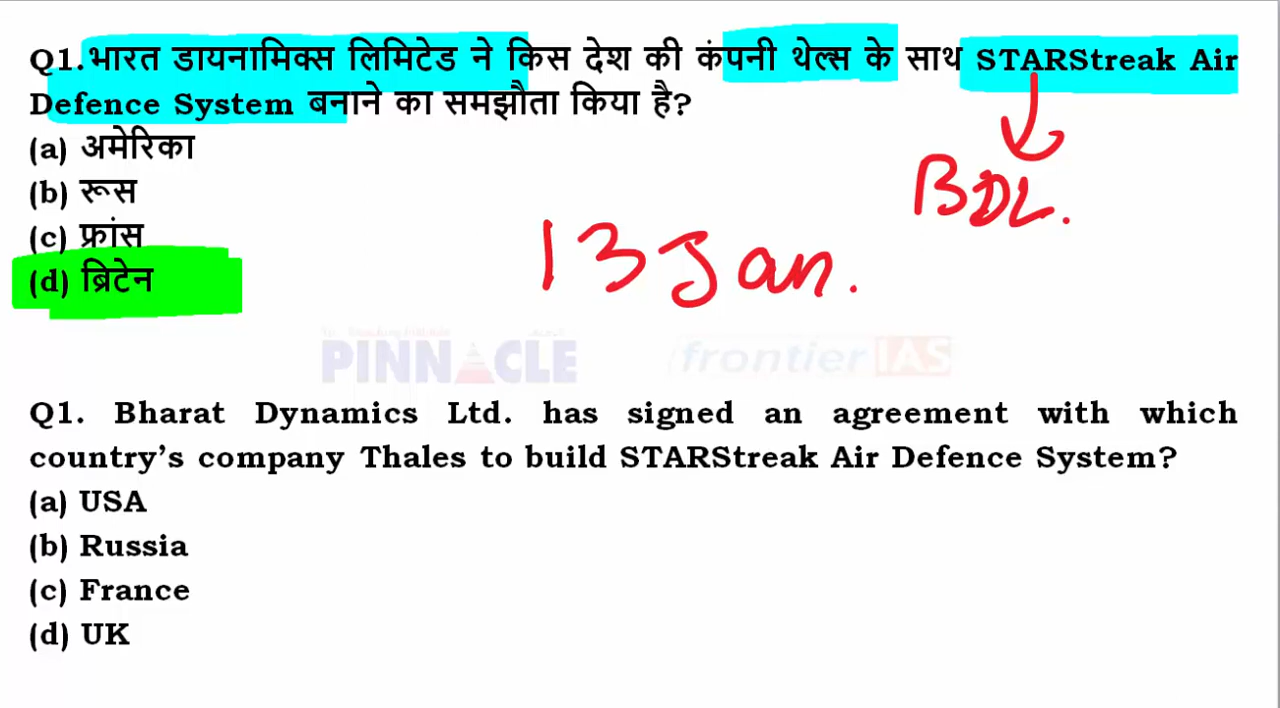 Q1.भारत डायनामिक्स लिमिटेड ने किस देश की कंपनी थेल्स के साथ STARStreak Air
Defence System बनाने का समझौता किया है?
(a) अमेरिका
(b) रूस
(c) फ्रांस
(d) ब्रिटेन
BDL.
13 Jan.
PINNACLE
frontier IAS
Q1. Bharat Dynamics Ltd. has signed an agreement with which
country's company Thales to build STARStreak Air Defence System?
(a) USA
(b) Russia
(c) France
(d) UK